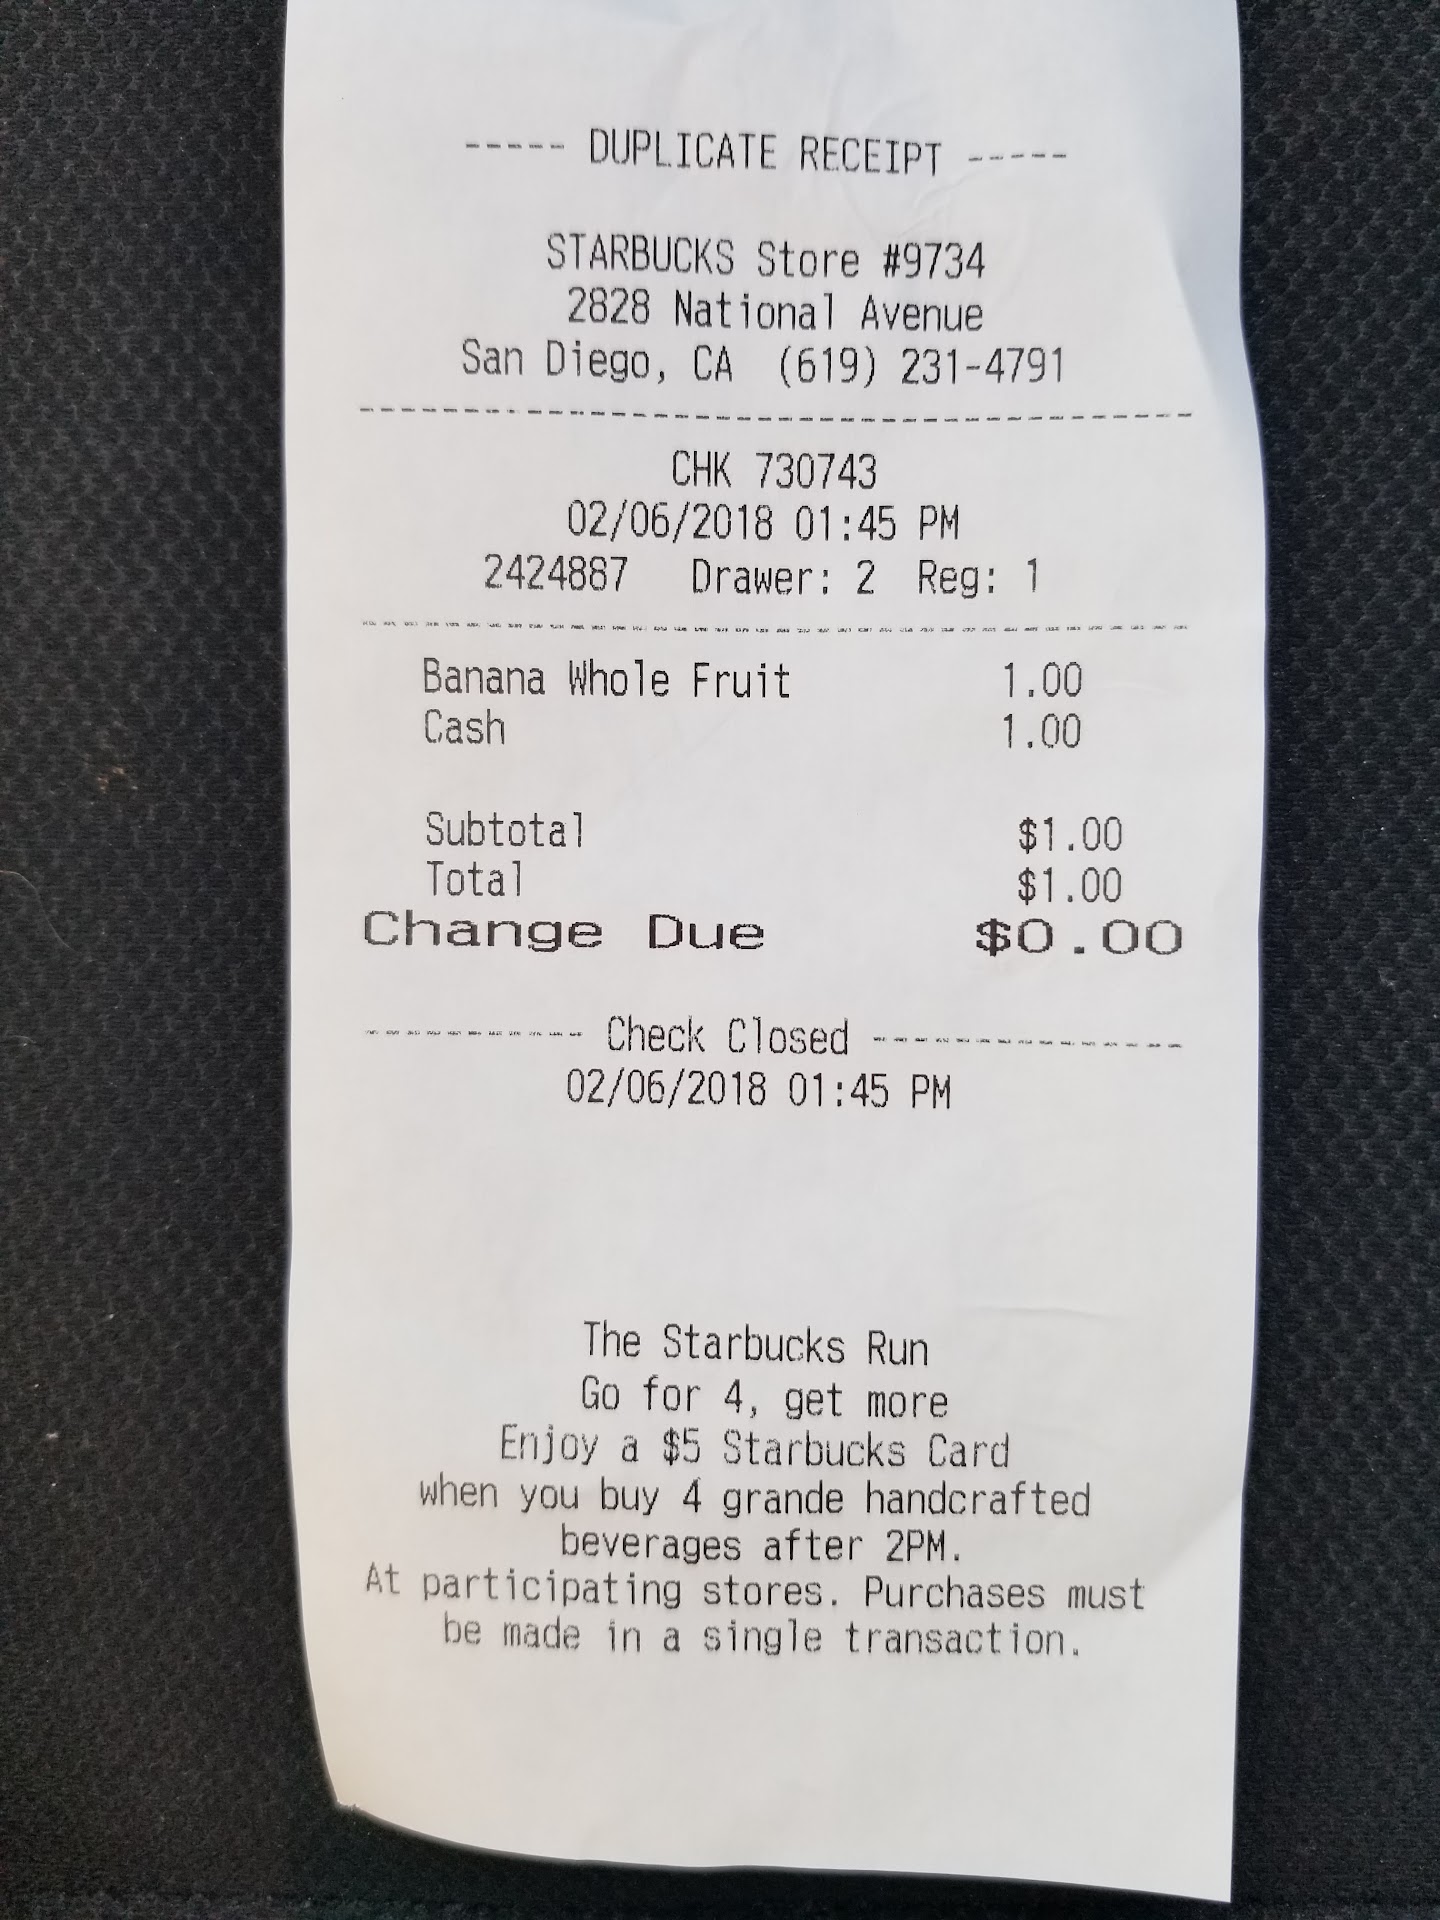 ----- DUPLICATE RECEIPT -----
STARBUCKS Store #9734
2828 National Avenue
San Diego, CA (619) 231-4791
CHK 730743
02/06/2018 01:45 PM
2424887 Drawer: 2 Reg: 1
Banana Whole Fruit 1.00
Cash 1.00
Subtotal $1.00
Total $1.00
Change Due $0.00
------------ Check Closed ------------
02/06/2018 01:45 PM
The Starbucks Run
Go for 4, get more
Enjoy a $5 Starbucks Card
when you buy 4 grande handcrafted
beverages after 2PM.
At participating stores. Purchases must
be made in a single transaction.